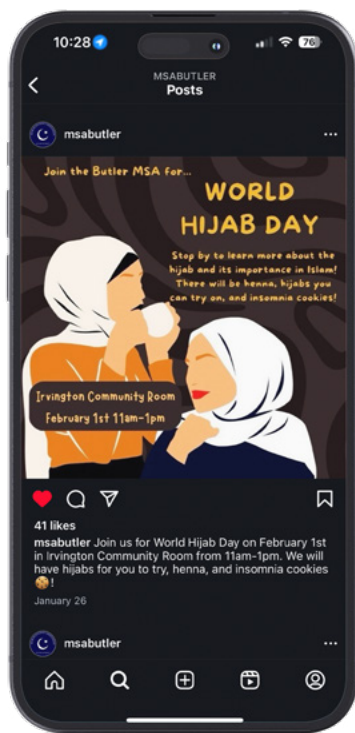 10:28
76
MSABUTLER
Posts
msabutler
Join the Butler MSA for...
WORLD
HIJAB DAY
Stop by to learn more about the
hijab and its importance in Islam!
There will be henna, hijabs you
can try on, and insomnia cookies!
Irvington Community Room
February 1st 11am-1pm
41 likes
msabutler Join us for World Hijab Day on February 1st
in Irvington Community Room from 11am-1pm. We will
have hijabs for you to try, henna, and insomnia cookies
🍪!
January 26
msabutler